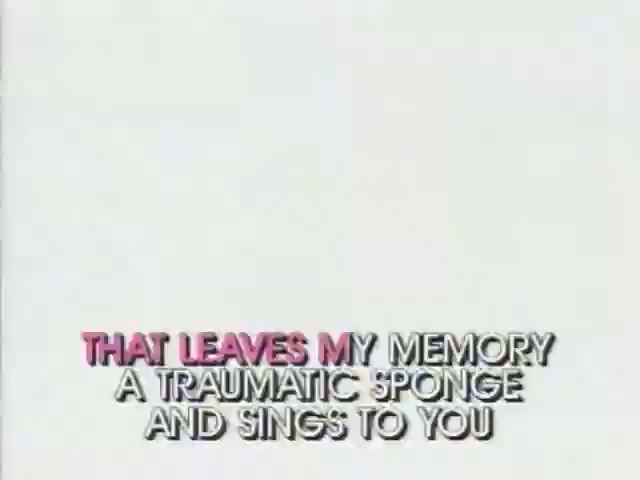 THAT LEAVES MY MEMORY
A TRAUMATIC SPONGE
AND SINGS TO YOU